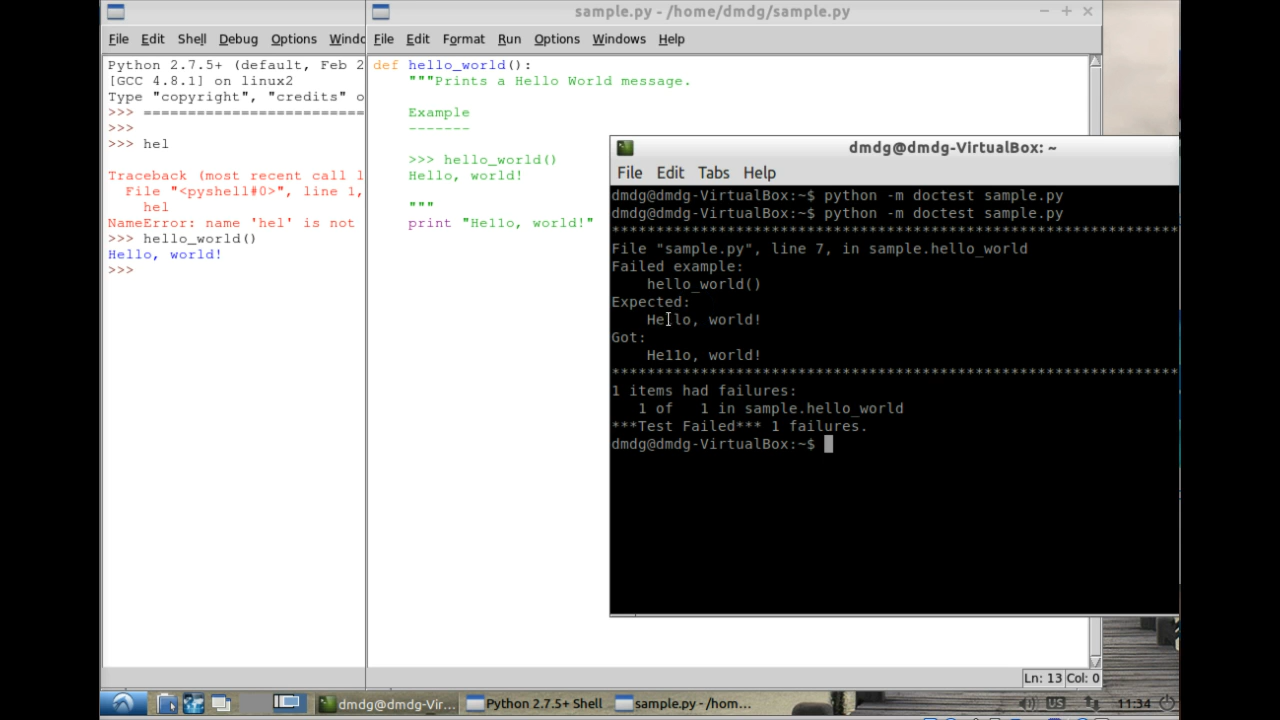 sample.py - /home/dmdg/sample.py
File Edit Shell Debug Options Windo
File Edit Format Run Options Windows Help
Python 2.7.5+ (default, Feb 2
[GCC 4.8.1] on linux2
Type "copyright", "credits" o
>>> =========================
>>>
>>> hel
Traceback (most recent call l
File "<pyshell#0>", line 1,
hel
NameError: name 'hel' is not
>>> hello_world()
Hello, world!
>>>
def hello_world():
"""Prints a Hello World message.
Example
-------
>>> hello_world()
Hello, world!
"""
print "Hello, world!"
dmdg@dmdg-VirtualBox: ~
File Edit Tabs Help
dmdg@dmdg-VirtualBox:~$ python -m doctest sample.py
dmdg@dmdg-VirtualBox:~$ python -m doctest sample.py
****************************************************************
File "sample.py", line 7, in sample.hello_world
Failed example:
hello_world()
Expected:
Hello, world!
Got:
Hello, world!
****************************************************************
1 items had failures:
1 of 1 in sample.hello_world
***Test Failed*** 1 failures.
dmdg@dmdg-VirtualBox:~$
Ln: 13 Col: 0
dmdg@dmdg-Vir... Python 2.7.5+ Shell sample.py - /hom... US 11:34